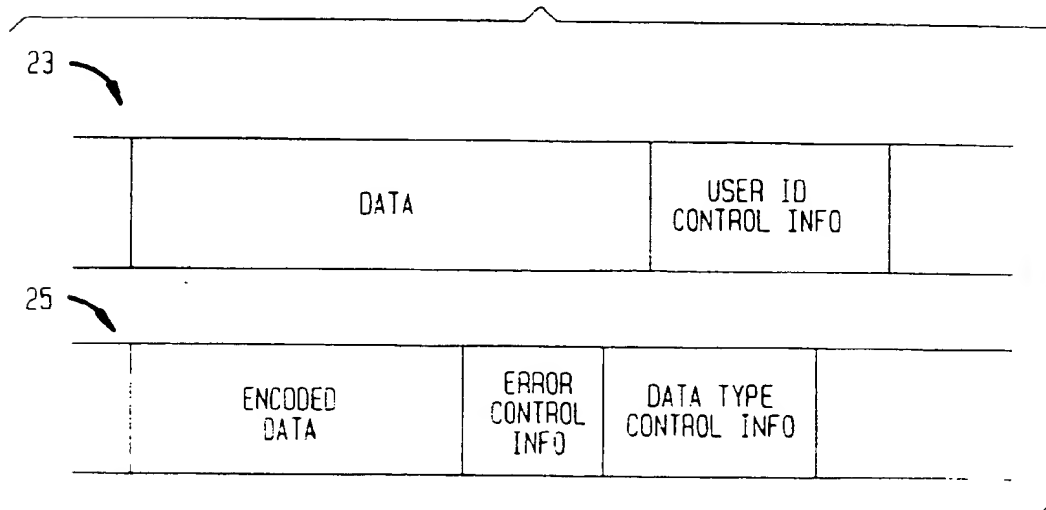 23
DATA
USER ID
CONTROL INFO
25
ENCODED
DATA
ERROR
CONTROL
INFO
DATA TYPE
CONTROL INFO